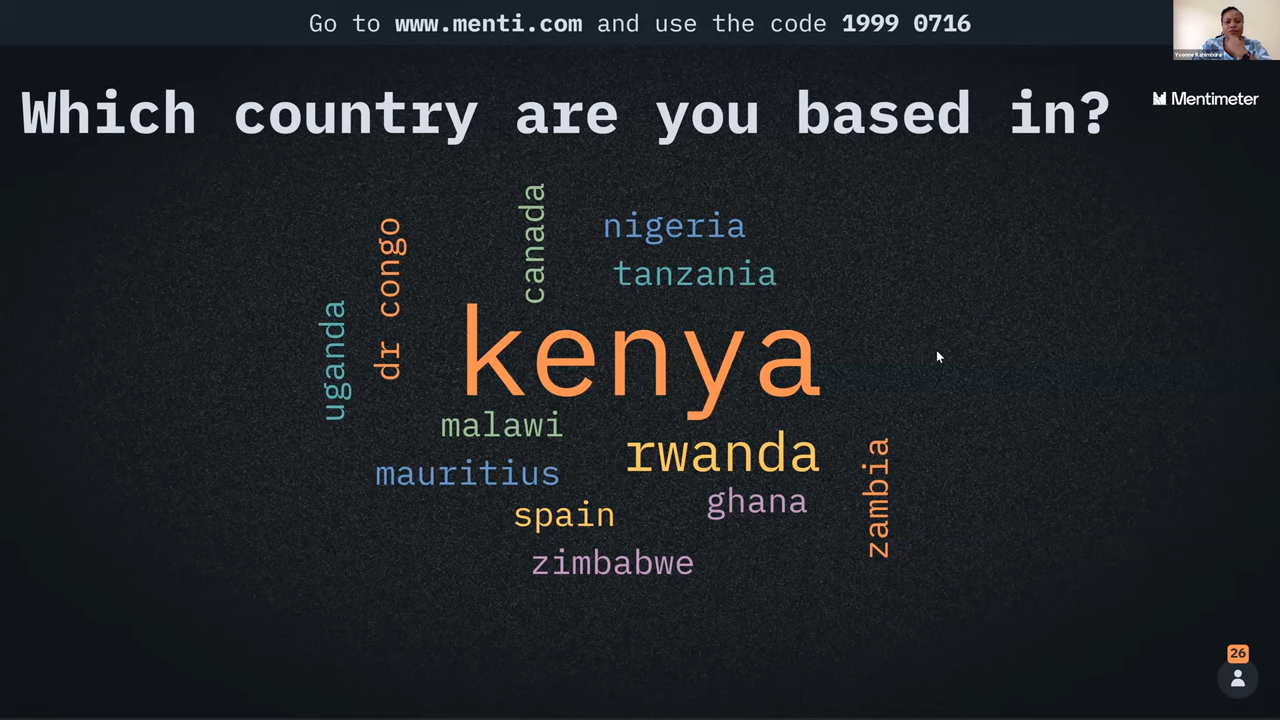 Go to www.menti.com and use the code 1999 0716
Which country are you based in?
Mentimeter
canada
nigeria
dr congo
tanzania
uganda
kenya
malawi
rwanda
mauritius
zambia
ghana
spain
zimbabwe
26